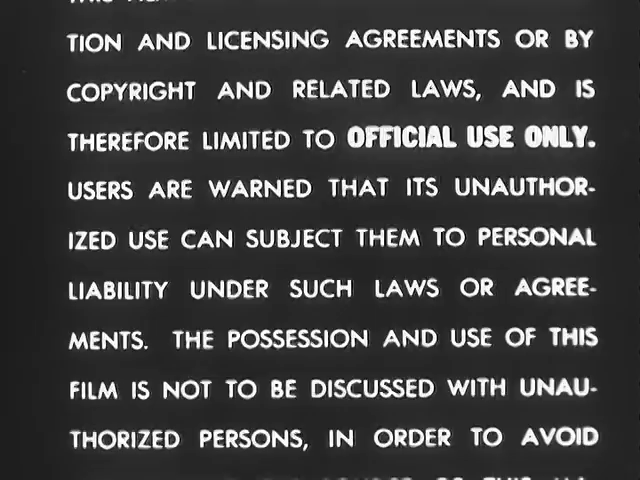 TION AND LICENSING AGREEMENTS OR BY
COPYRIGHT AND RELATED LAWS, AND IS
THEREFORE LIMITED TO OFFICIAL USE ONLY.
USERS ARE WARNED THAT ITS UNAUTHOR-
IZED USE CAN SUBJECT THEM TO PERSONAL
LIABILITY UNDER SUCH LAWS OR AGREE-
MENTS. THE POSSESSION AND USE OF THIS
FILM IS NOT TO BE DISCUSSED WITH UNAU-
THORIZED PERSONS, IN ORDER TO AVOID